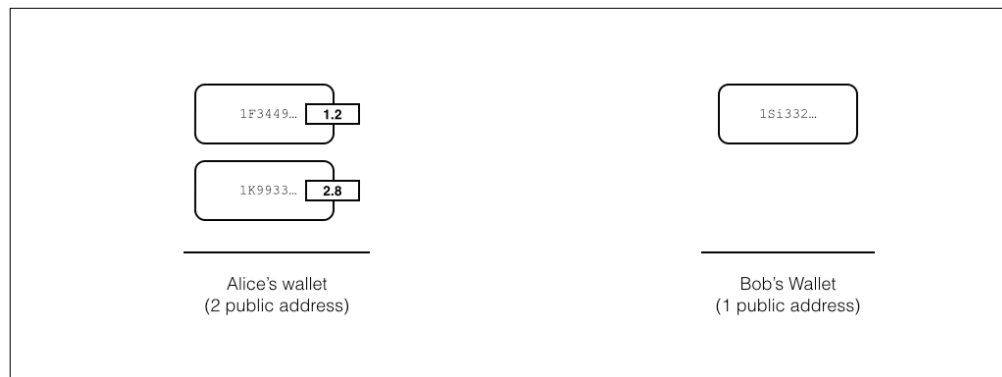 1F3449…
1.2
1Si332…
1K9933…
2.8
Alice’s wallet
(2 public address)
Bob’s Wallet
(1 public address)